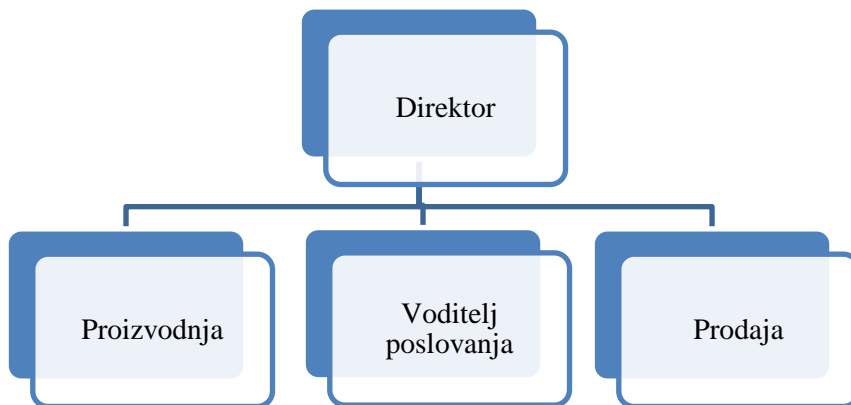 Direktor
Proizvodnja
Voditelj
poslovanja
Prodaja